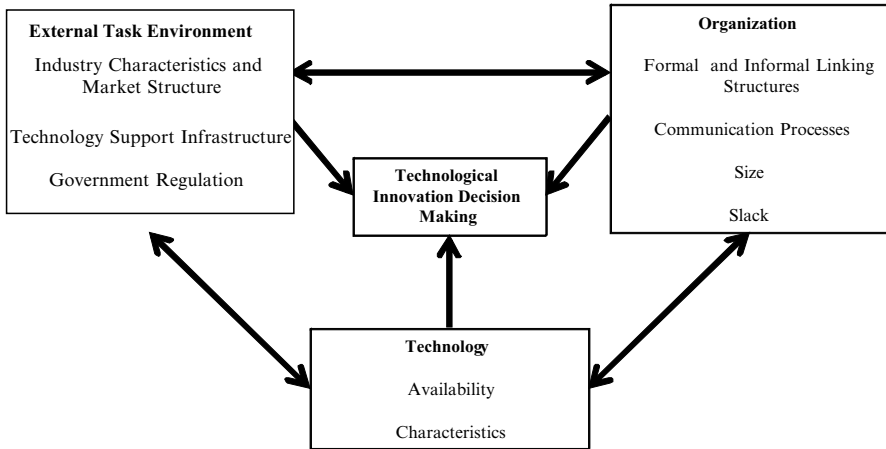 External Task Environment
Industry Characteristics and
Market Structure
Technology Support Infrastructure
Government Regulation
Organization
Formal and Informal Linking
Structures
Communication Processes
Size
Slack
Technological
Innovation Decision
Making
Technology
Availability
Characteristics